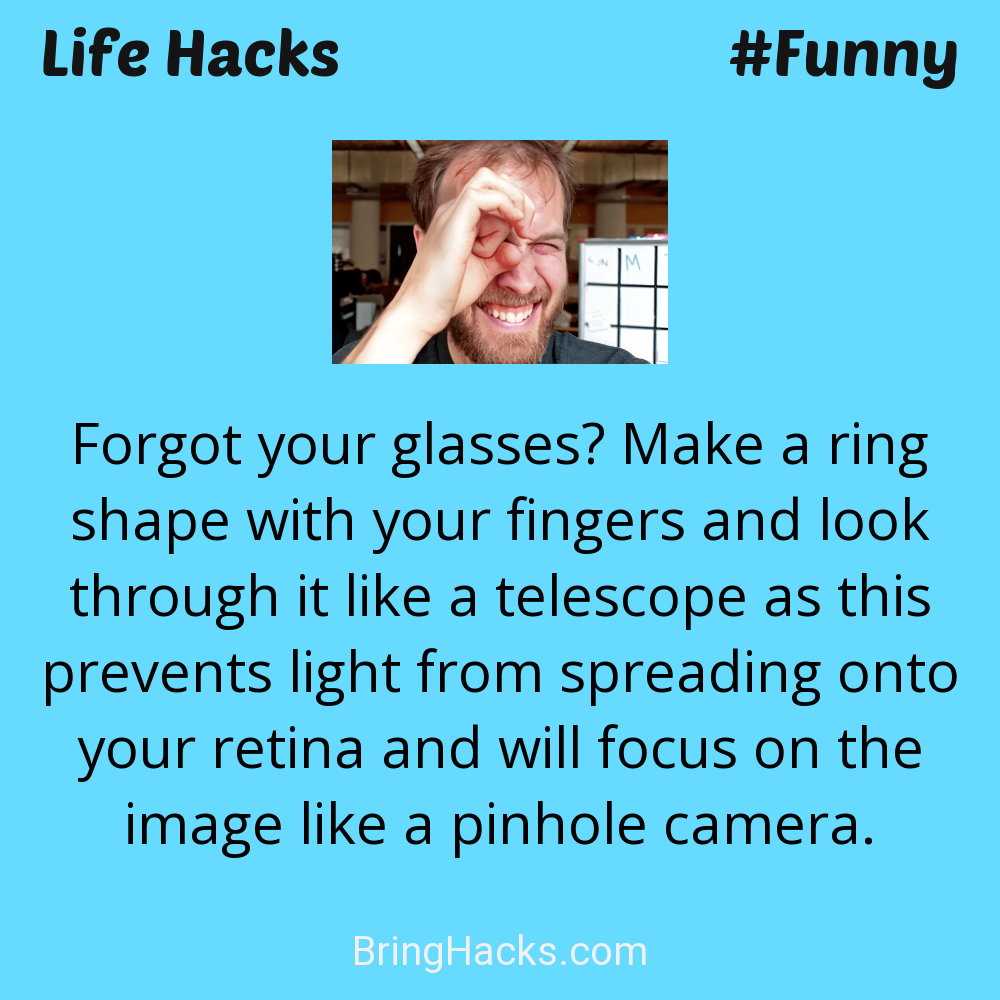 Life Hacks
#Funny
M
Forgot your glasses? Make a ring
shape with your fingers and look
through it like a telescope as this
prevents light from spreading onto
your retina and will focus on the
image like a pinhole camera.
BringHacks.com